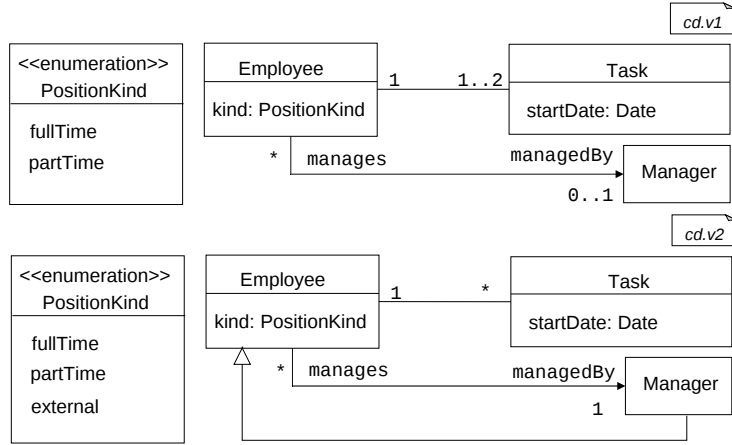 cd.v1
<<enumeration>>
PositionKind
fullTime
partTime
Employee
kind: PositionKind
1
1..2
Task
startDate: Date
*
manages
managedBy
0..1
Manager
cd.v2
<<enumeration>>
PositionKind
fullTime
partTime
external
Employee
kind: PositionKind
1
*
Task
startDate: Date
*
manages
managedBy
1
Manager